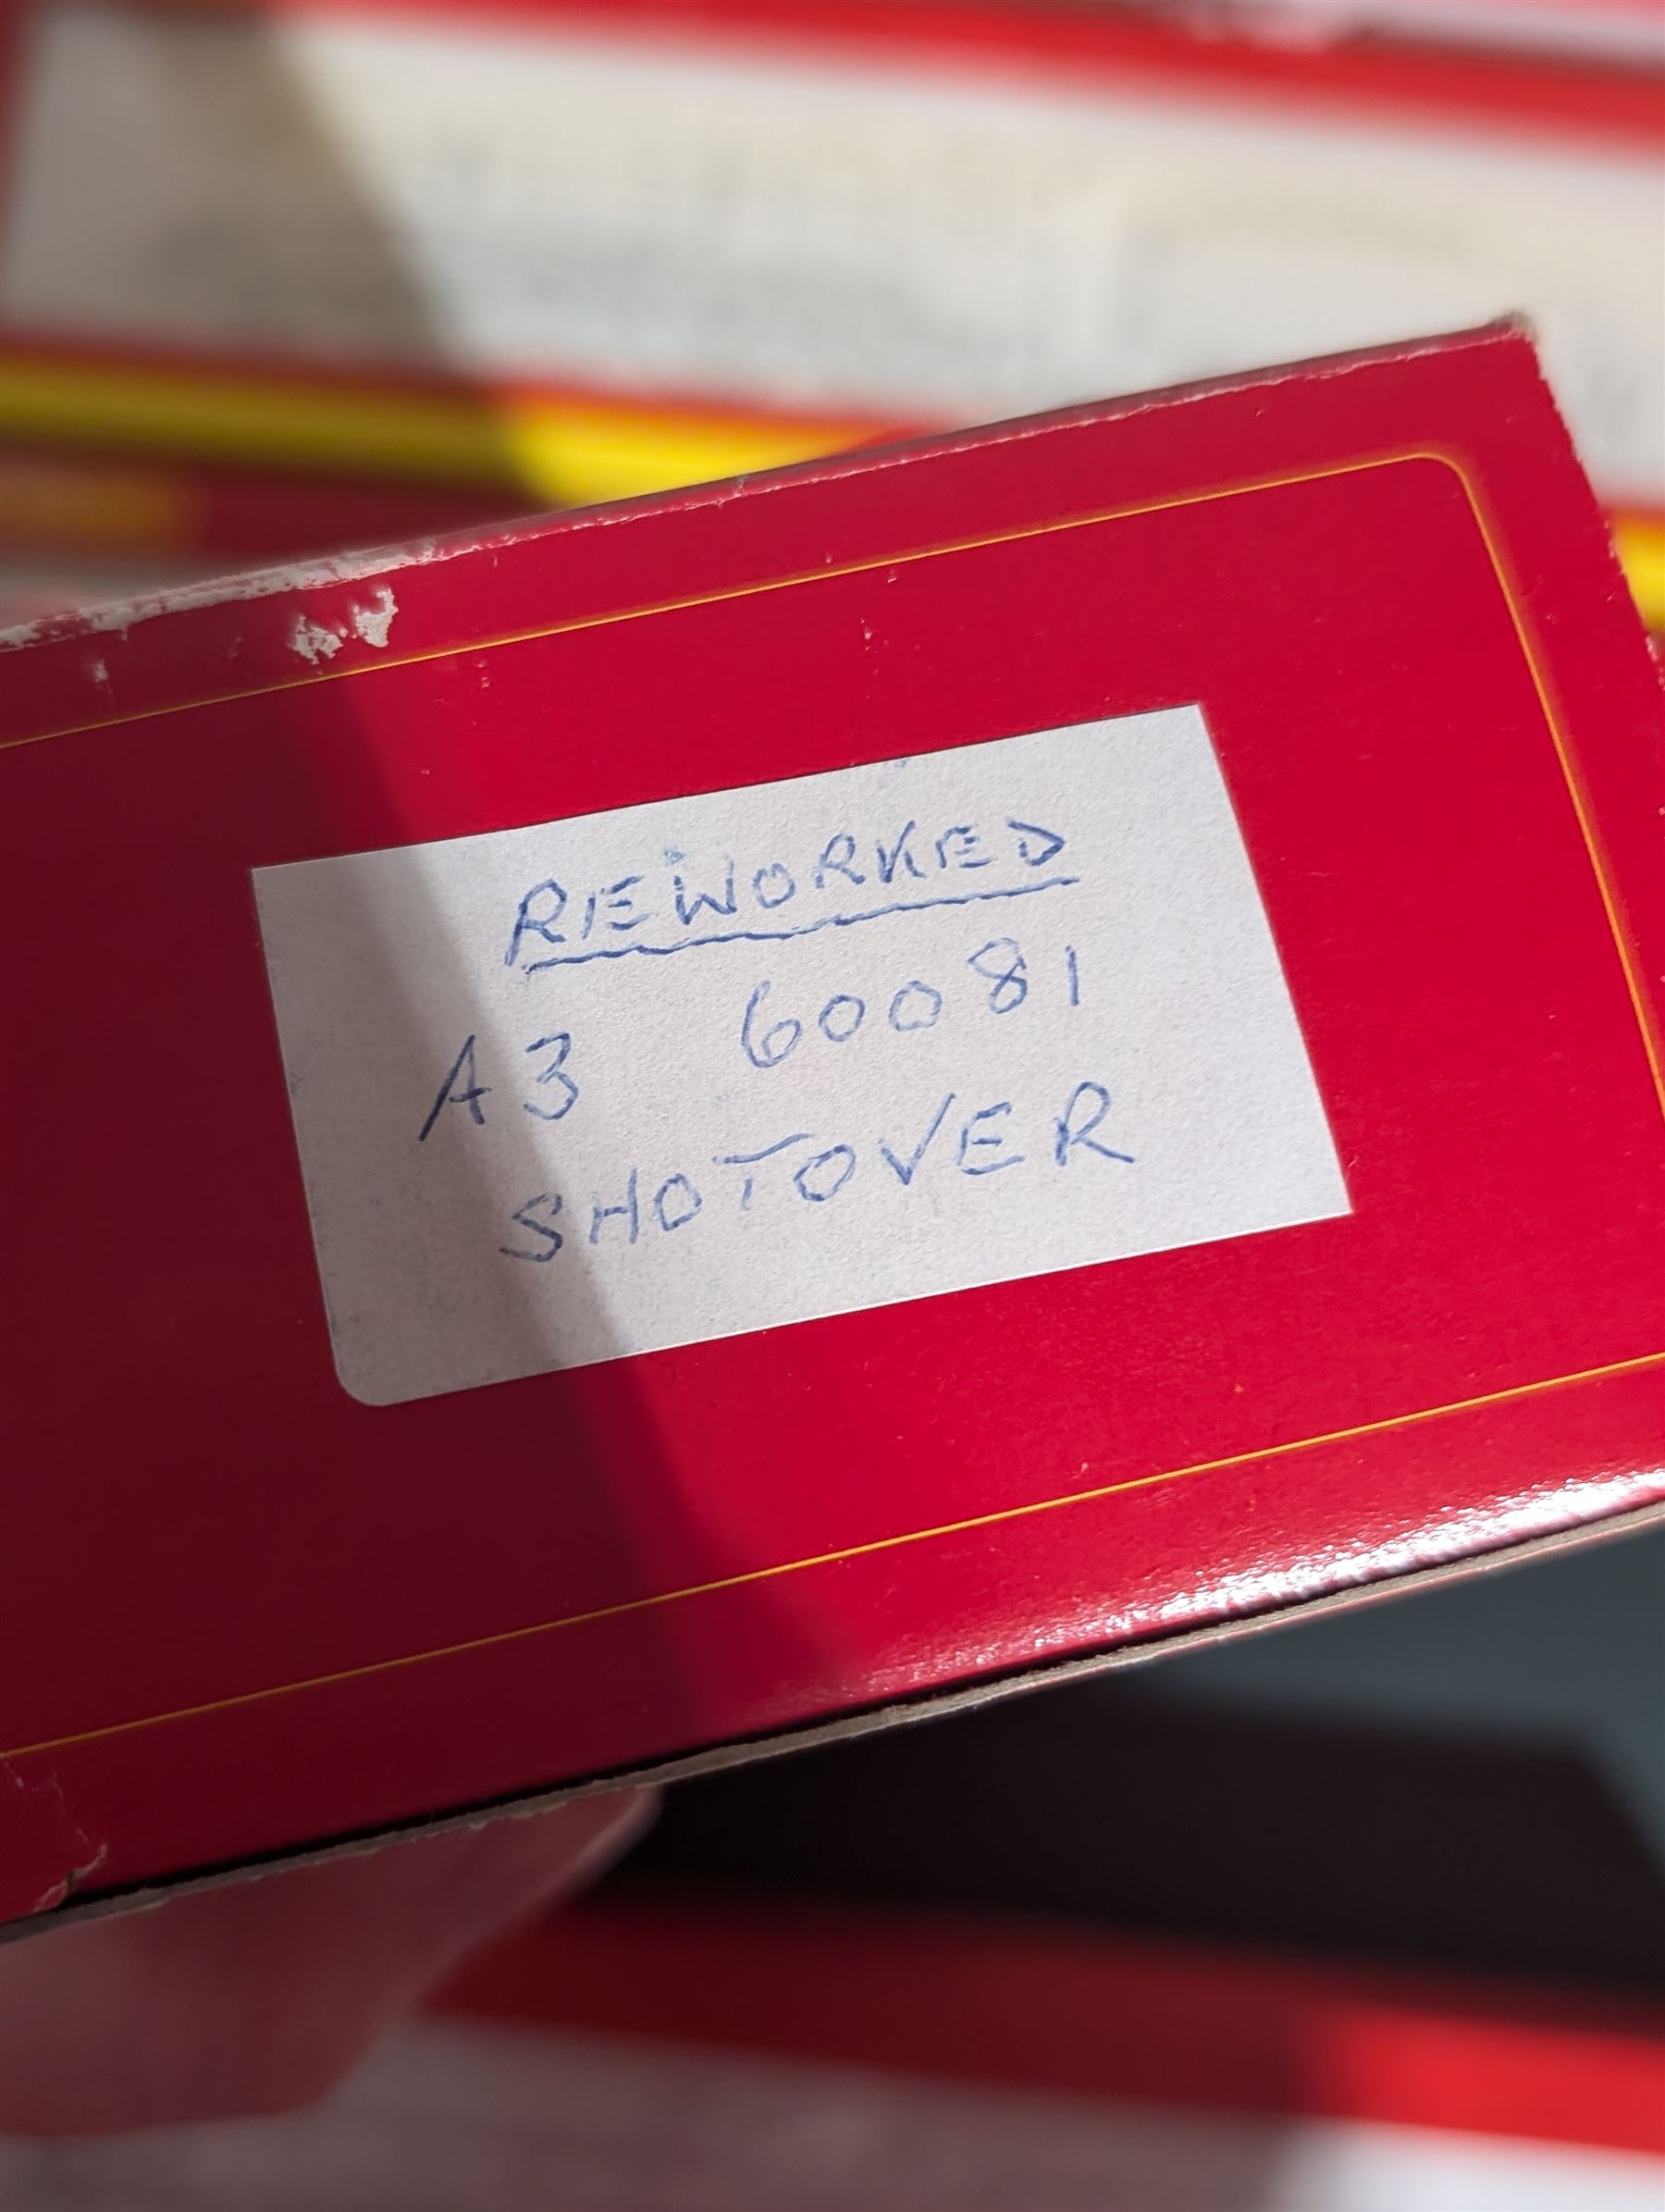 REWORKED
A3 60081
SHOTOVER